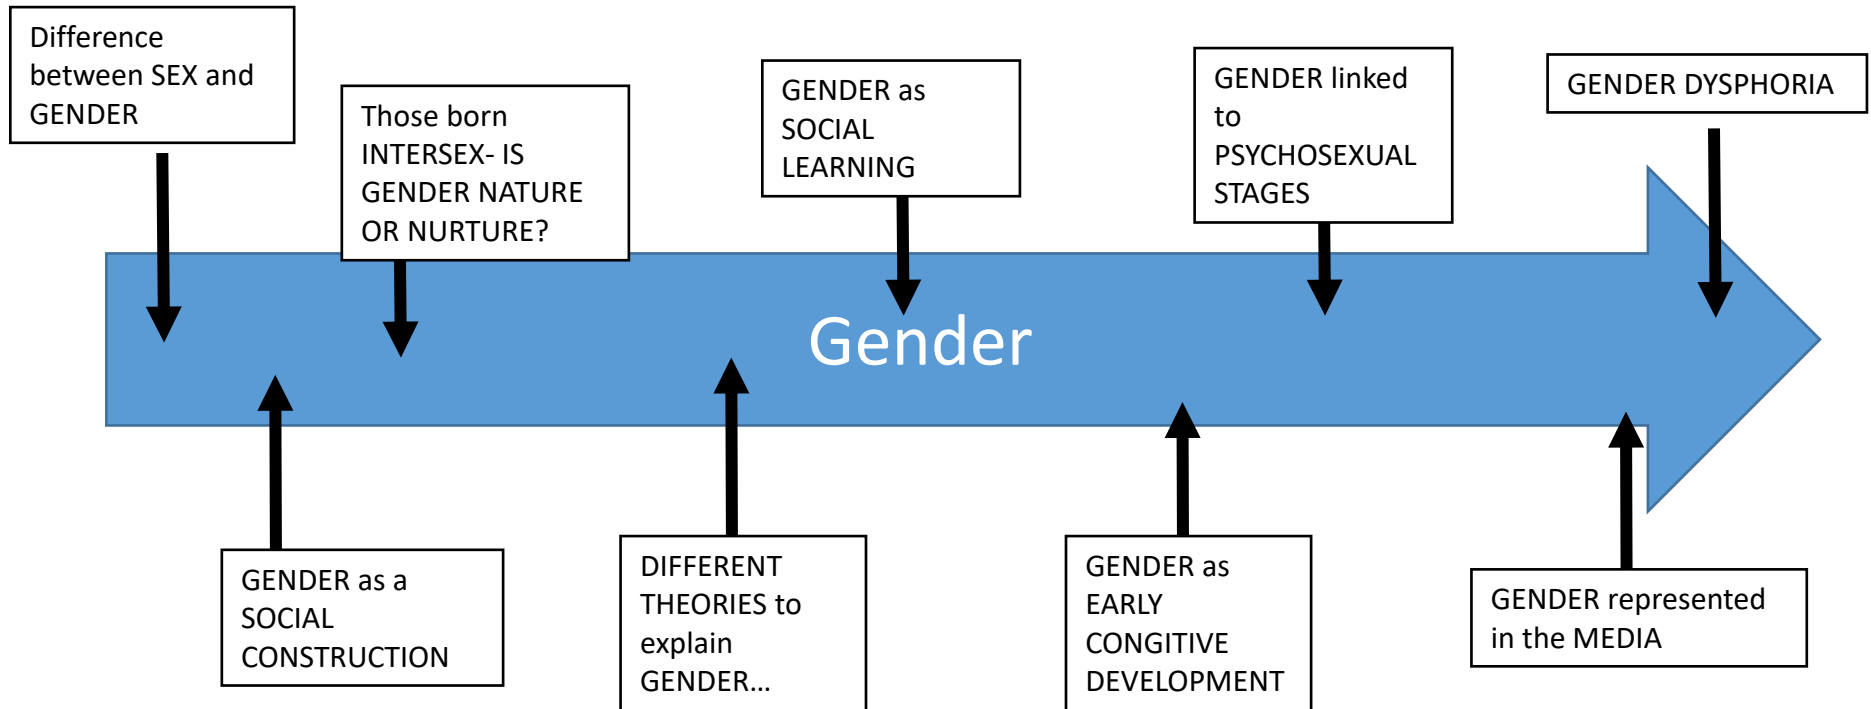 Difference
between SEX and
GENDER
Those born
INTERSEX- IS
GENDER NATURE
OR NURTURE?
GENDER as
SOCIAL
LEARNING
GENDER linked
to
PSYCHOSEXUAL
STAGES
GENDER DYSPHORIA
Gender
GENDER as a
SOCIAL
CONSTRUCTION
DIFFERENT
THEORIES to
explain
GENDER…
GENDER as
EARLY
CONGITIVE
DEVELOPMENT
GENDER represented
in the MEDIA